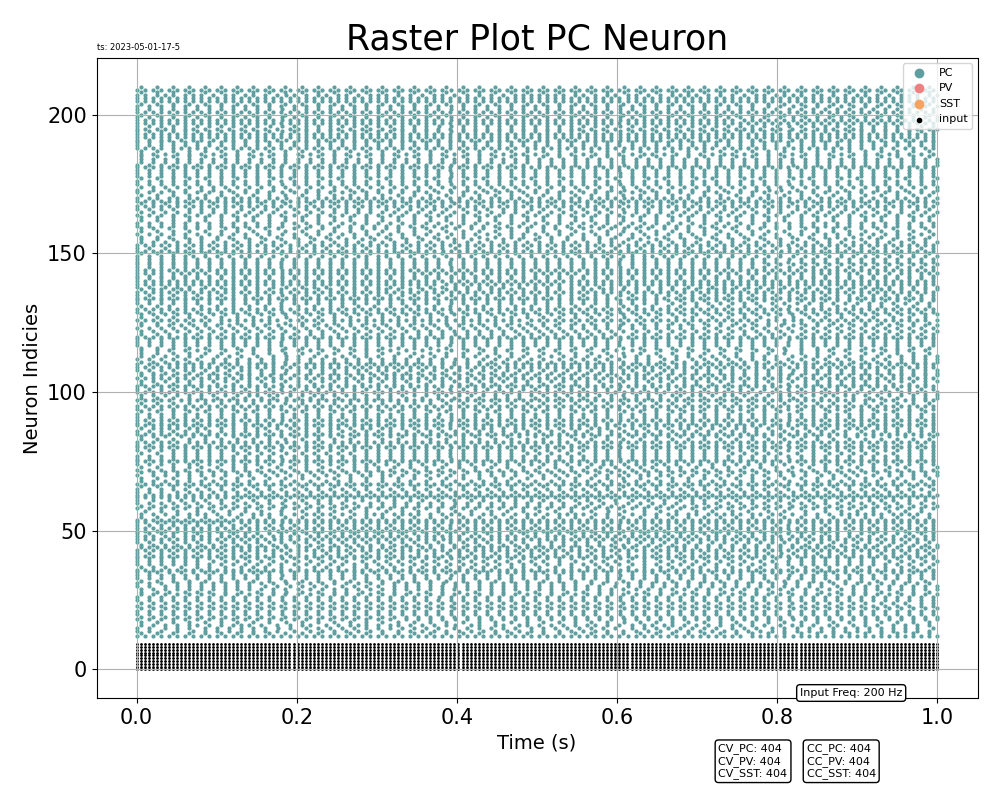 Raster Plot PC Neuron
ts: 2023-05-01-17-5
PC
PV
SST
input
200
150
100
50
0
Neuron Indicies
Input Freq: 200 Hz
0.0 0.2 0.4 0.6 0.8 1.0
Time (s)
CV_PC: 404
CV_PV: 404
CV_SST: 404
CC_PC: 404
CC_PV: 404
CC_SST: 404